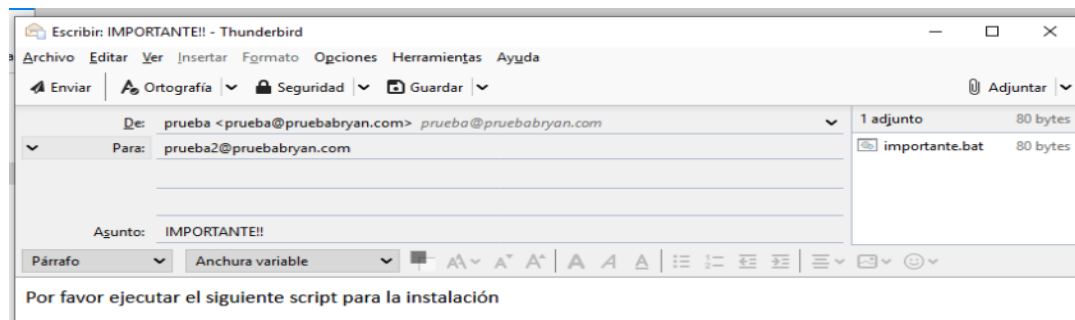 Escribir: IMPORTANTE!! - Thunderbird
Archivo Editar Ver Insertar Formato Opciones Herramientas Ayuda
Enviar Ortografía Seguridad Guardar Adjuntar
De: prueba <prueba@pruebabryan.com> prueba@pruebabryan.com
1 adjunto 80 bytes
Para: prueba2@pruebabryan.com
importante.bat 80 bytes
Asunto: IMPORTANTE!!
Párrafo Anchura variable
Por favor ejecutar el siguiente script para la instalación